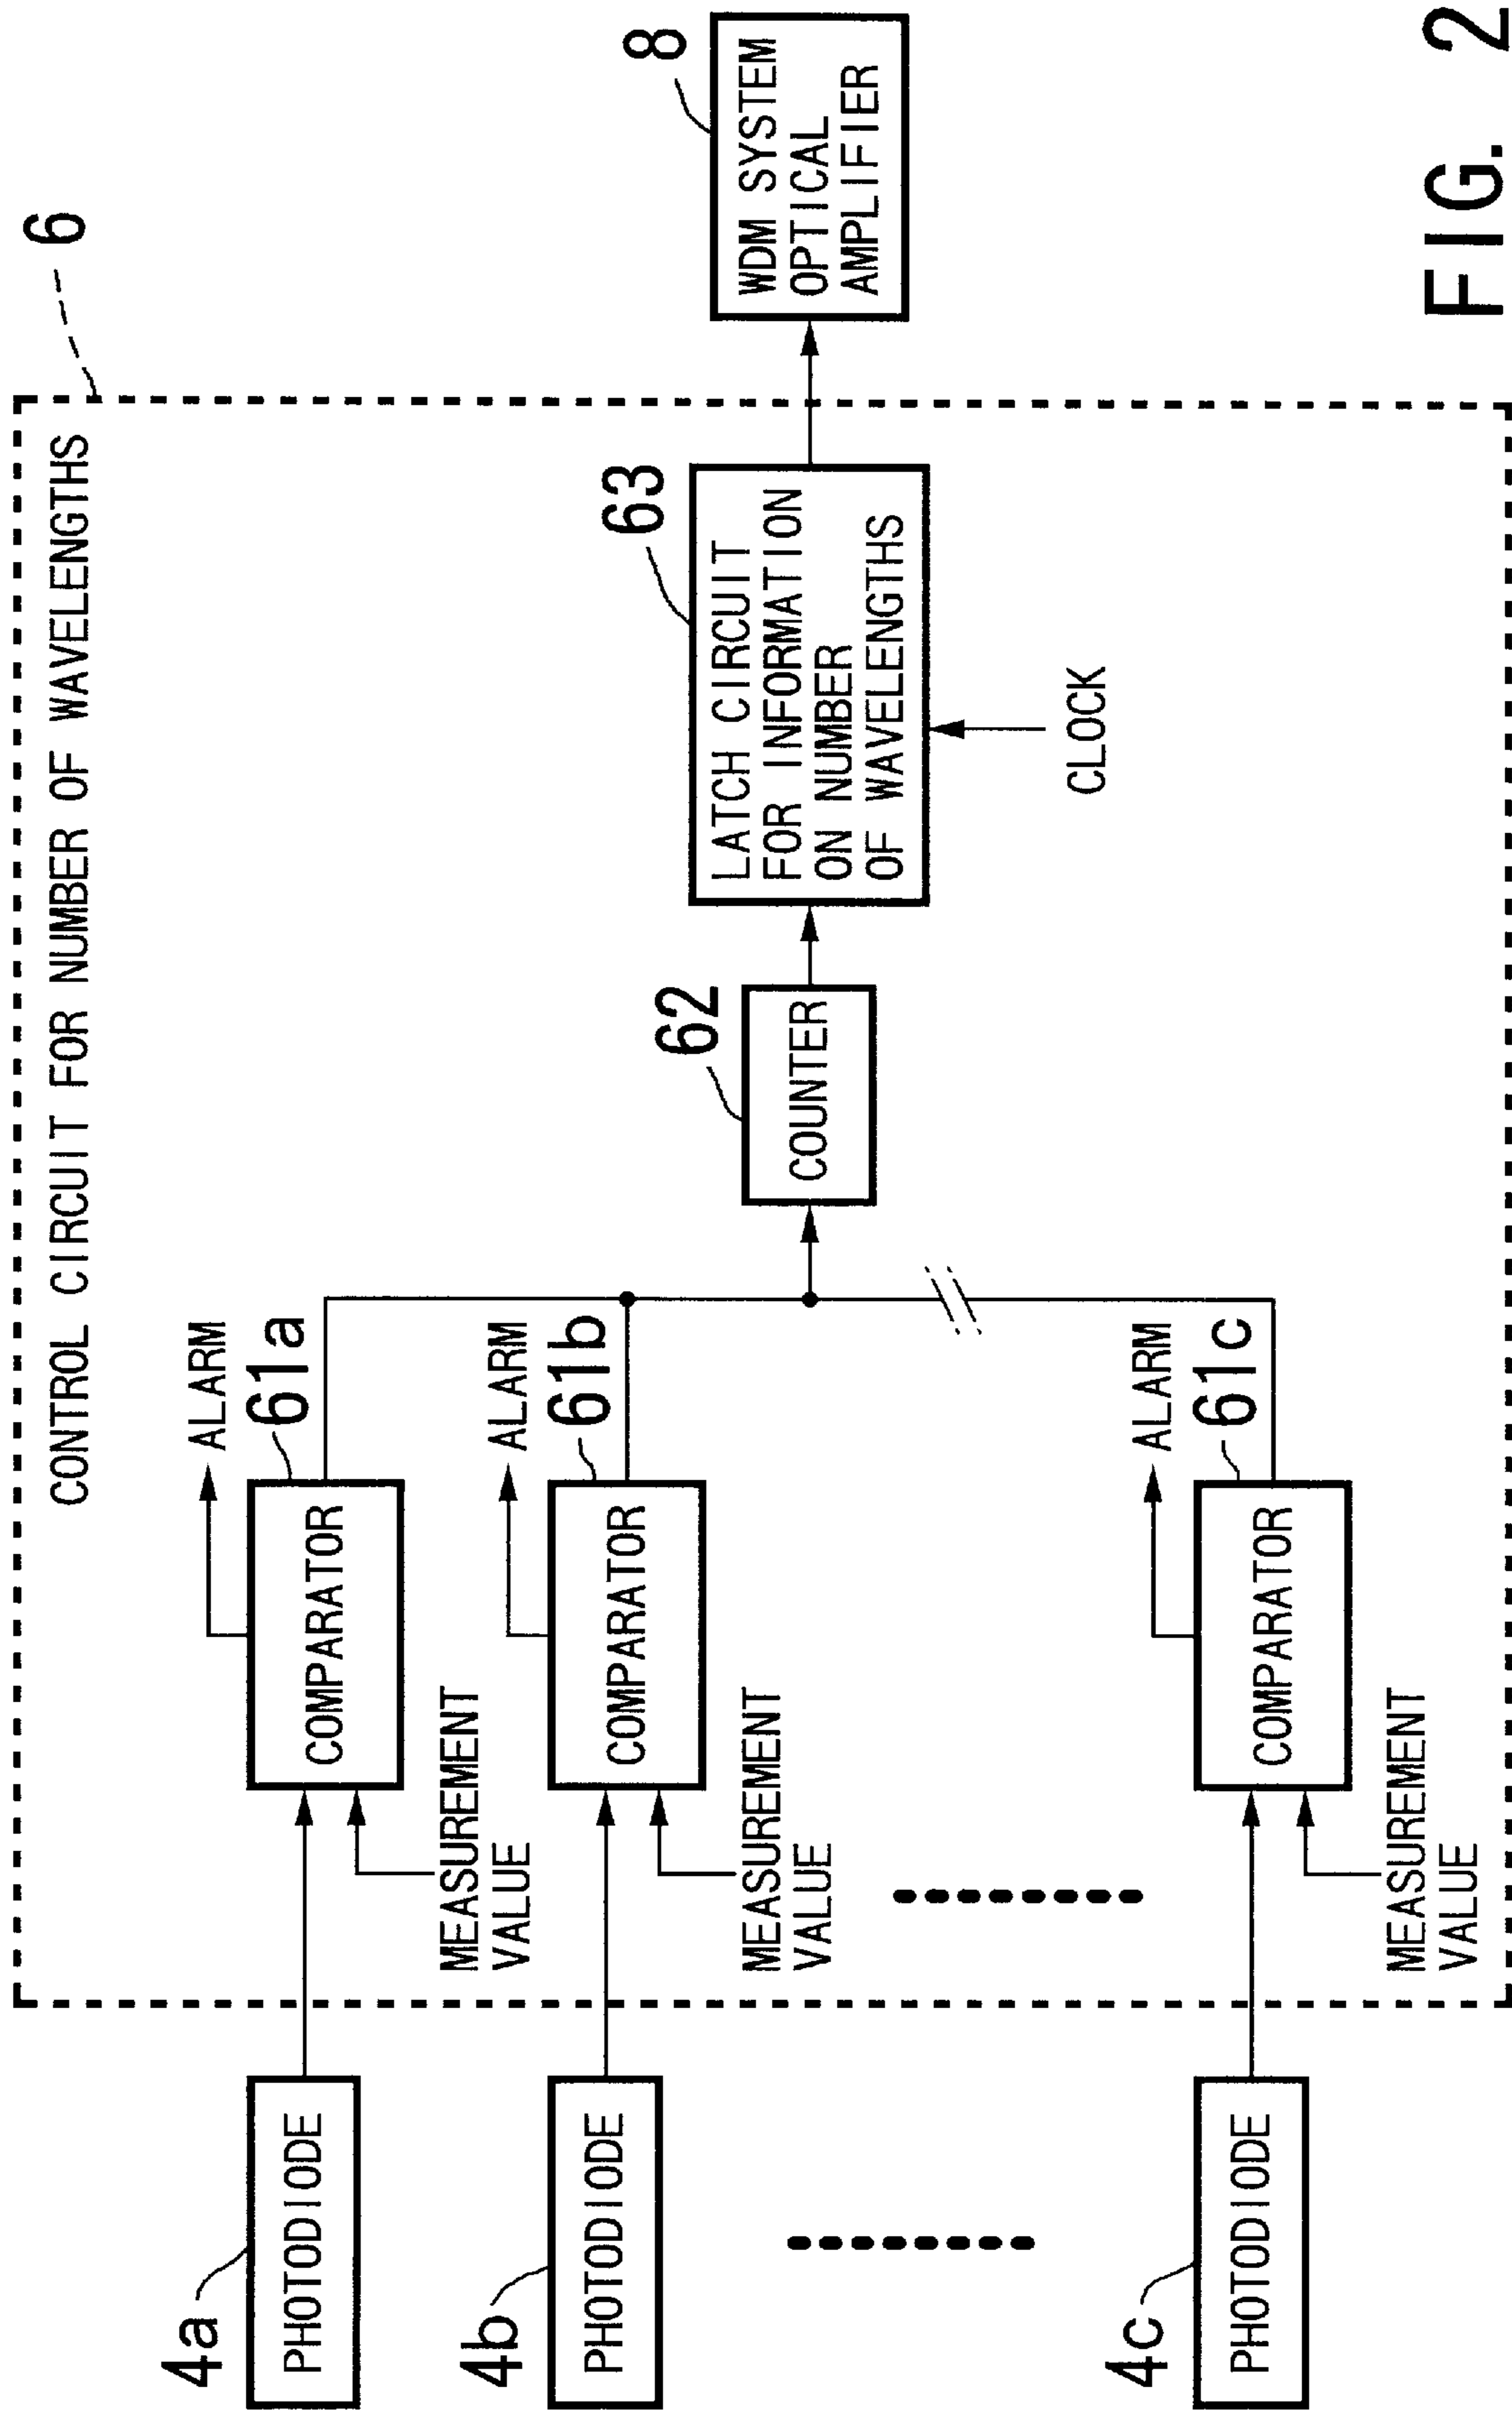 CONTROL CIRCUIT FOR NUMBER OF WAVELENGTHS
6
4a
PHOTODIODE
COMPARATOR
61a
ALARM
MEASUREMENT
VALUE
4b
PHOTODIODE
COMPARATOR
61b
ALARM
MEASUREMENT
VALUE
4c
PHOTODIODE
COMPARATOR
61c
ALARM
MEASUREMENT
VALUE
62
COUNTER
63
LATCH CIRCUIT
FOR INFORMATION
ON NUMBER
OF WAVELENGTHS
CLOCK
8
WDM SYSTEM
OPTICAL
AMPLIFIER
FIG. 2